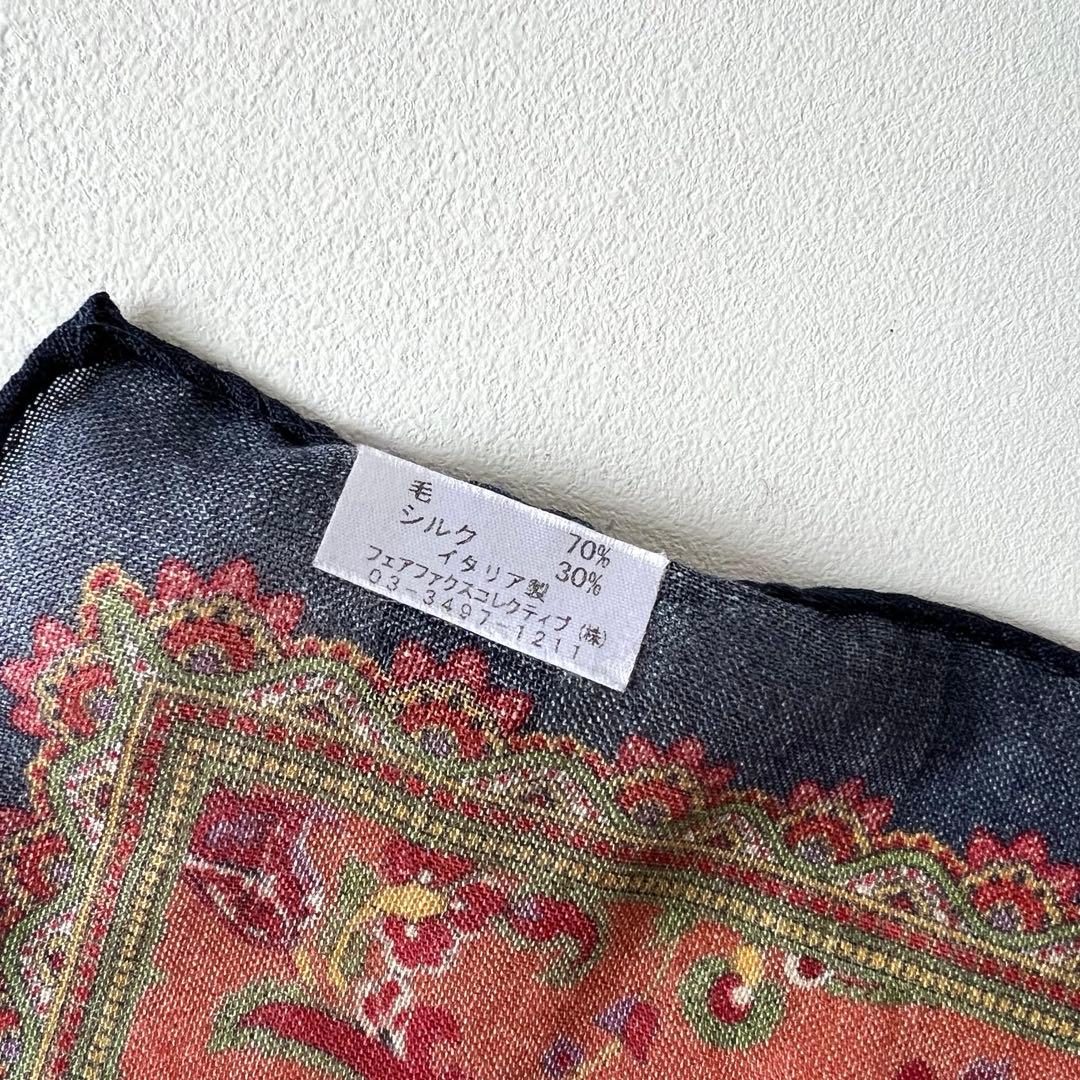 毛 70%
シルク 30%
イタリア製
フェアファクスコレクティブ(株)
03-3497-1211